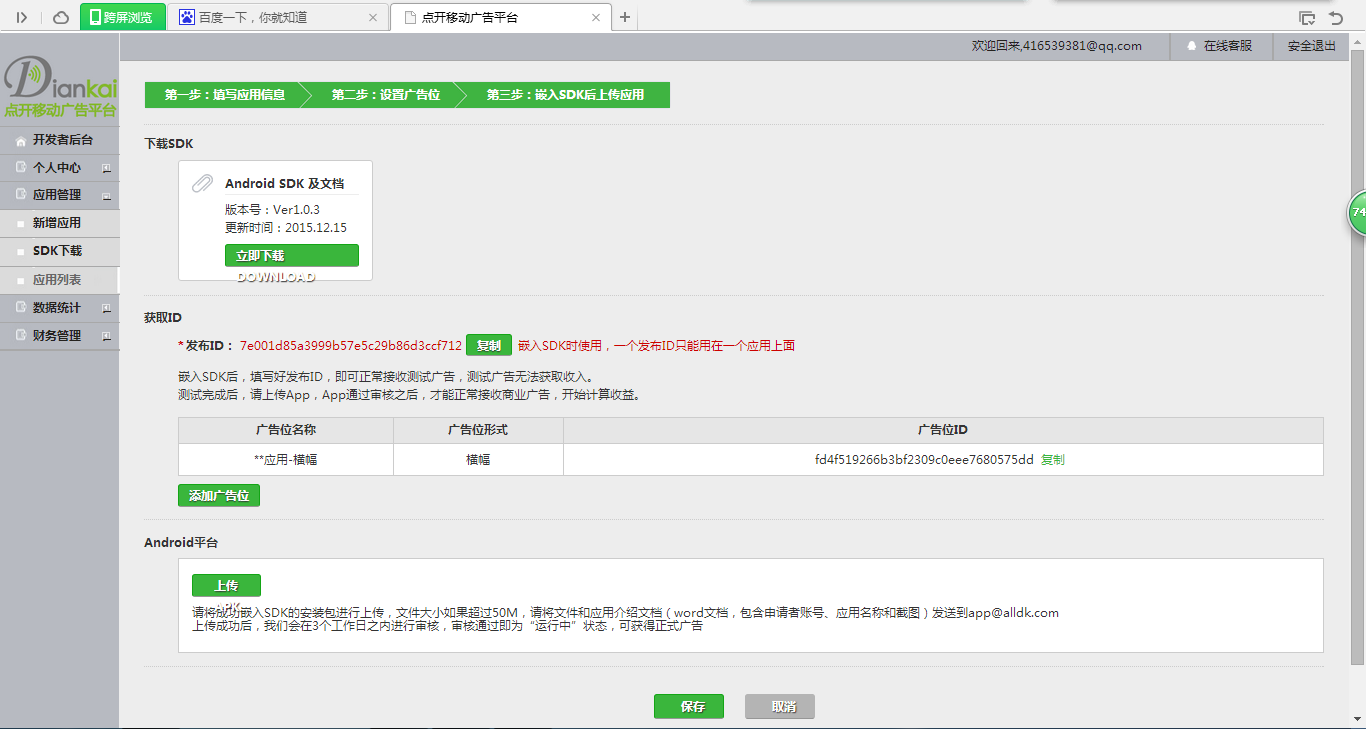 跨屏浏览
百度一下，你就知道
点开移动广告平台
欢迎回来,416539381@qq.com
在线客服
安全退出
Diankai
点开移动广告平台
开发者后台
个人中心
应用管理
新增应用
SDK下载
应用列表
数据统计
财务管理
第一步：填写应用信息
第二步：设置广告位
第三步：嵌入SDK后上传应用
下载SDK
Android SDK 及文档
版本号：Ver1.0.3
更新时间：2015.12.15
立即下载
DOWNLOAD
获取ID
*发布ID： 7e001d85a3999b57e5c29b86d3ccf712 复制 嵌入SDK时使用，一个发布ID只能用在一个应用上面
嵌入SDK后，填写好发布ID，即可正常接收测试广告，测试广告无法获取收入。
测试完成后，请上传App，App通过审核之后，才能正常接收商业广告，开始计算收益。
广告位名称 广告位形式 广告位ID
**应用-横幅 横幅 fd4f519266b3bf2309c0eee7680575dd 复制
添加广告位
Android平台
上传
APK
请将成功嵌入SDK的安装包进行上传，文件大小如果超过50M，请将文件和应用介绍文档（word文档，包含申请者账号、应用名称和截图）发送到app@alldk.com
上传成功后，我们会在3个工作日之内进行审核，审核通过即为“运行中”状态，可获得正式广告
保存
取消
74